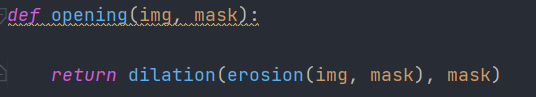 def opening(img, mask):
return dilation(erosion(img, mask), mask)